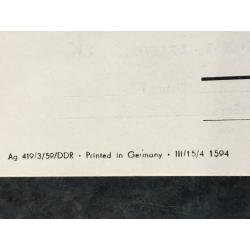 Ag 419/3/59/DDR · Printed in Germany · III/15/4 1594